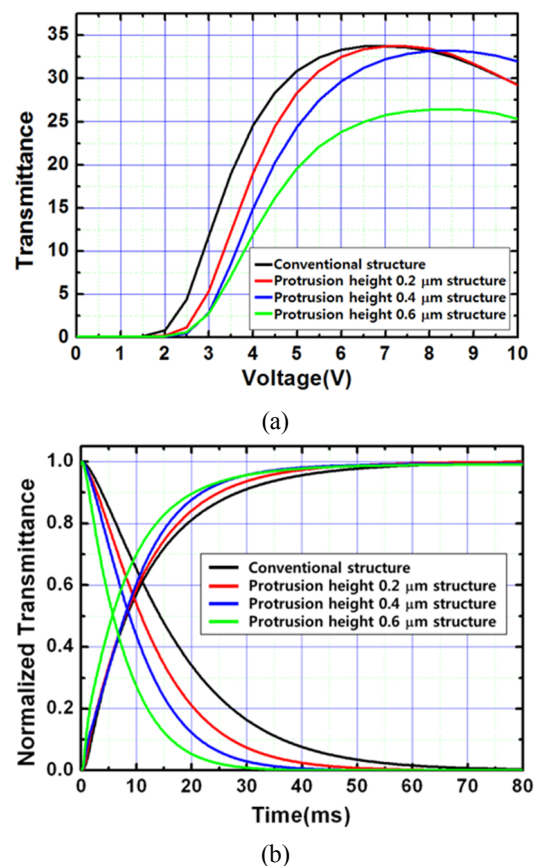 Transmittance
35
30
25
20
15
10
5
0
Conventional structure
Protrusion height 0.2 μm structure
Protrusion height 0.4 μm structure
Protrusion height 0.6 μm structure
0 1 2 3 4 5 6 7 8 9 10
Voltage(V)
(a)
Normalized Transmittance
1.0
0.8
0.6
0.4
0.2
0.0
Conventional structure
Protrusion height 0.2 μm structure
Protrusion height 0.4 μm structure
Protrusion height 0.6 μm structure
0 10 20 30 40 50 60 70 80
Time(ms)
(b)